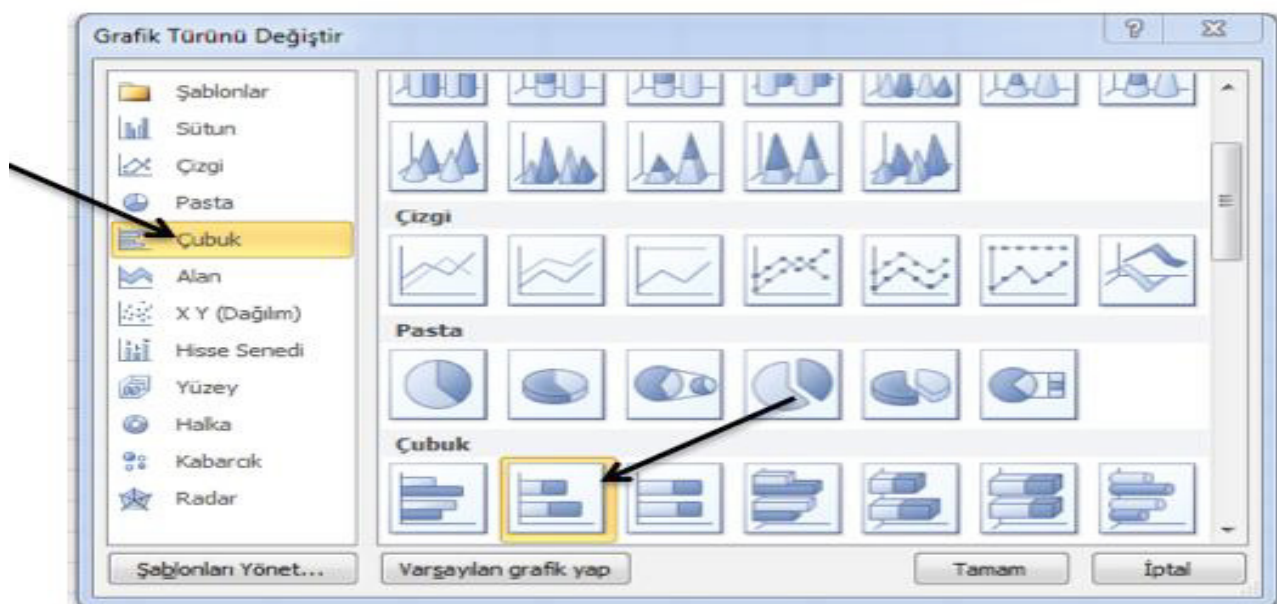 Grafik Türünü Değiştir
Şablonlar
Sütun
Çizgi
Pasta
Çubuk
Alan
X Y (Dağılım)
Hisse Senedi
Yüzey
Halka
Kabarcık
Radar
Çizgi
Pasta
Çubuk
Şablonları Yönet...
Varsayılan grafik yap
Tamam
İptal